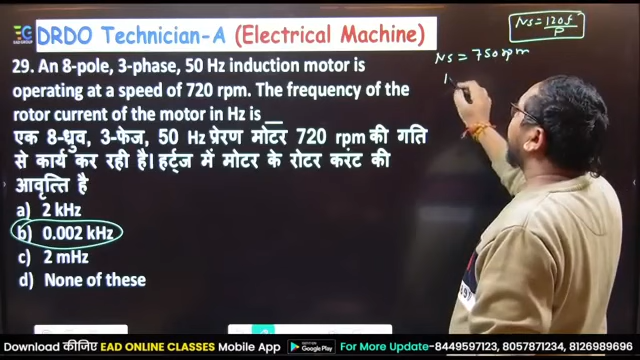 EG
EAD GROUP
DRDO Technician-A (Electrical Machine)
Ns = 120f/P
Ns = 750 rpm
29. An 8-pole, 3-phase, 50 Hz induction motor is
operating at a speed of 720 rpm. The frequency of the
rotor current of the motor in Hz is __
एक 8-ध्रुव, 3-फेज, 50 Hz प्रेरण मोटर 720 rpm की गति
से कार्य कर रही है। हर्ट्ज में मोटर के रोटर करंट की
आवृत्ति है
a) 2 kHz
b) 0.002 kHz
c) 2 mHz
d) None of these
Download कीजिए EAD ONLINE CLASSES Mobile App Google Play For More Update-8449597123, 8057871234, 8126989696